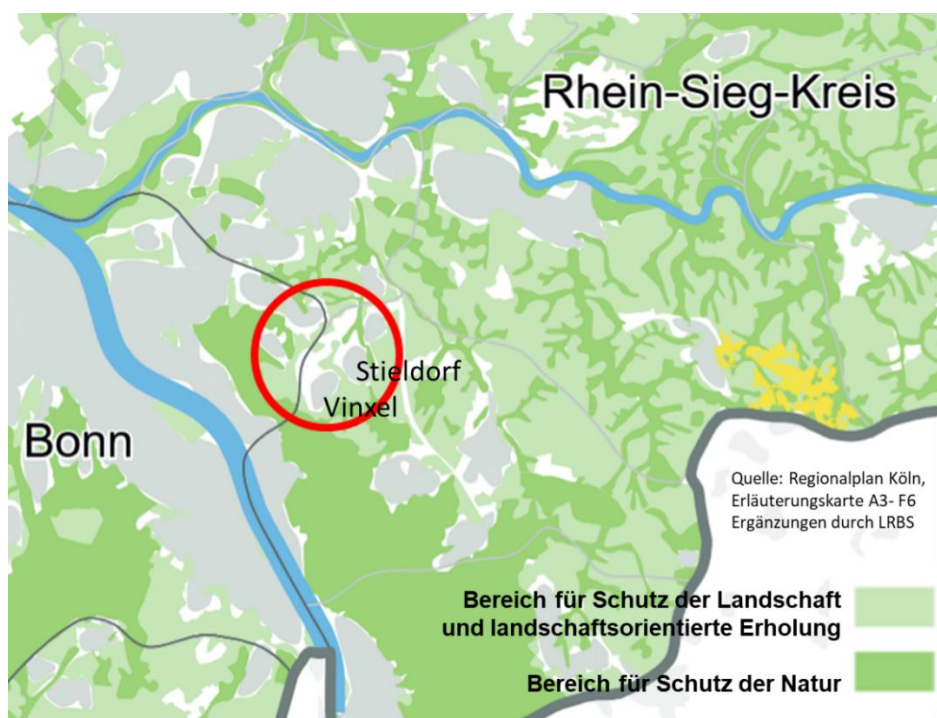 Rhein-Sieg-Kreis
Stieldorf
Vinxel
Bonn
Quelle: Regionalplan Köln,
Erläuterungskarte A3- F6
Ergänzungen durch LRBS
Bereich für Schutz der Landschaft
und landschaftsorientierte Erholung
Bereich für Schutz der Natur